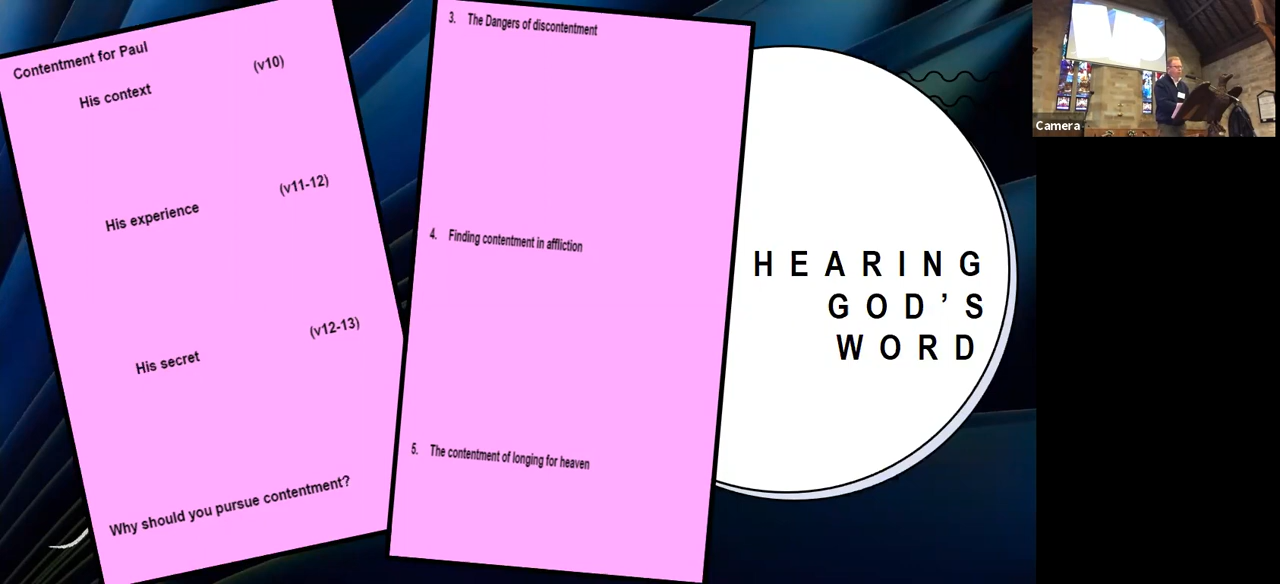 Contentment for Paul
(v10)
His context
(v11-12)
His experience
(v12-13)
His secret
Why should you pursue contentment?
3. The Dangers of discontentment
4. Finding contentment in affliction
5. The contentment of longing for heaven
HEARING
GOD’S
WORD
Camera